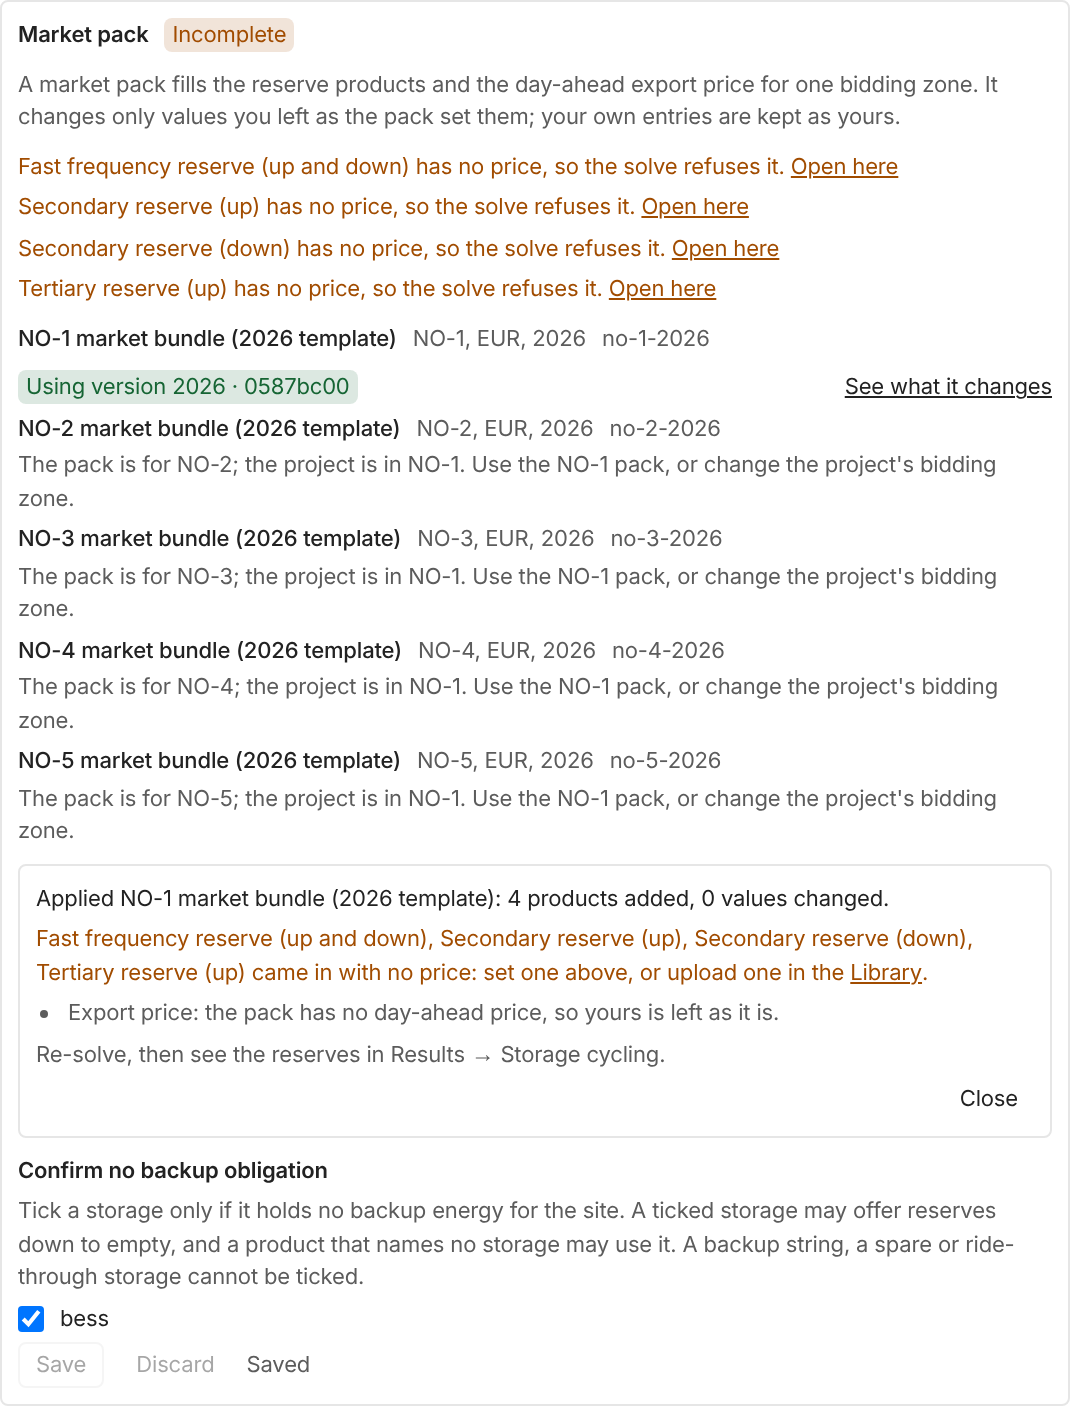 Market pack Incomplete
A market pack fills the reserve products and the day-ahead export price for one bidding zone. It
changes only values you left as the pack set them; your own entries are kept as yours.
Fast frequency reserve (up and down) has no price, so the solve refuses it. Open here
Secondary reserve (up) has no price, so the solve refuses it. Open here
Secondary reserve (down) has no price, so the solve refuses it. Open here
Tertiary reserve (up) has no price, so the solve refuses it. Open here
NO-1 market bundle (2026 template) NO-1, EUR, 2026 no-1-2026
Using version 2026 · 0587bc00 See what it changes
NO-2 market bundle (2026 template) NO-2, EUR, 2026 no-2-2026
The pack is for NO-2; the project is in NO-1. Use the NO-1 pack, or change the project's bidding
zone.
NO-3 market bundle (2026 template) NO-3, EUR, 2026 no-3-2026
The pack is for NO-3; the project is in NO-1. Use the NO-1 pack, or change the project's bidding
zone.
NO-4 market bundle (2026 template) NO-4, EUR, 2026 no-4-2026
The pack is for NO-4; the project is in NO-1. Use the NO-1 pack, or change the project's bidding
zone.
NO-5 market bundle (2026 template) NO-5, EUR, 2026 no-5-2026
The pack is for NO-5; the project is in NO-1. Use the NO-1 pack, or change the project's bidding
zone.
Applied NO-1 market bundle (2026 template): 4 products added, 0 values changed.
Fast frequency reserve (up and down), Secondary reserve (up), Secondary reserve (down),
Tertiary reserve (up) came in with no price: set one above, or upload one in the Library.
• Export price: the pack has no day-ahead price, so yours is left as it is.
Re-solve, then see the reserves in Results → Storage cycling.
Close
Confirm no backup obligation
Tick a storage only if it holds no backup energy for the site. A ticked storage may offer reserves
down to empty, and a product that names no storage may use it. A backup string, a spare or ride-
through storage cannot be ticked.
bess
Save Discard Saved